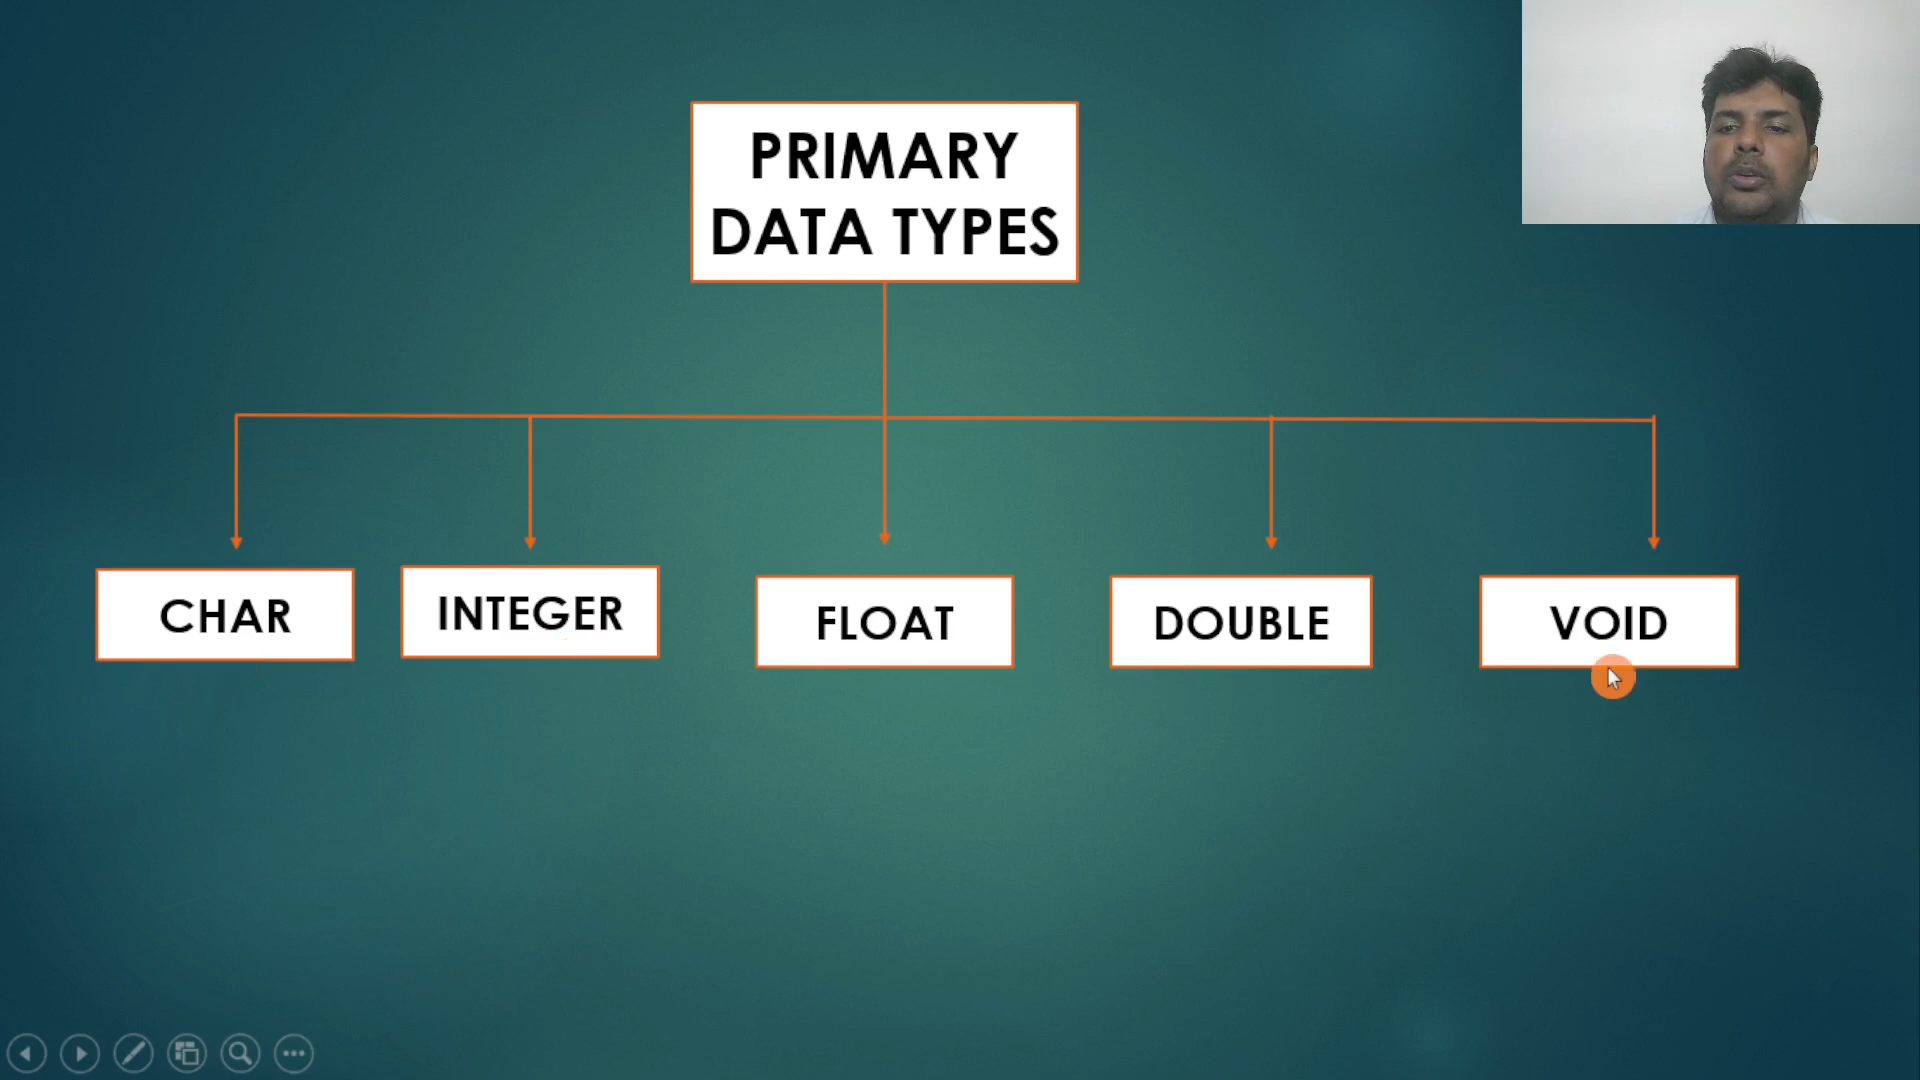 PRIMARY
DATA TYPES
CHAR
INTEGER
FLOAT
DOUBLE
VOID